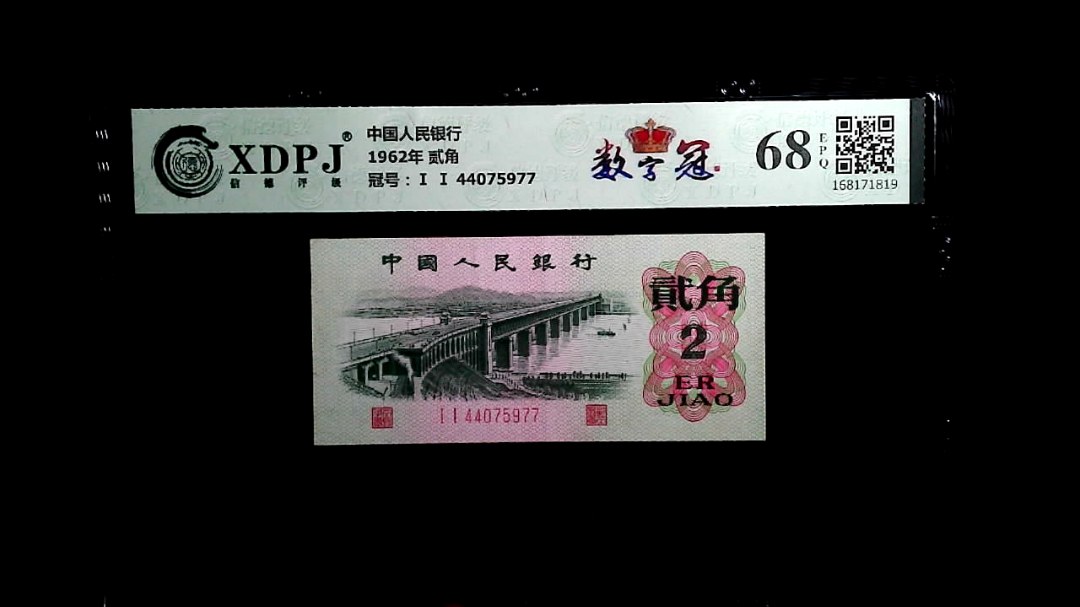 XDPJ®
信德评级
中国人民银行
1962年 贰角
冠号：I I 44075977
数字冠
68
EPQ
168171819
中國人民銀行
貳角
2
ER
JIAO
I I 44075977